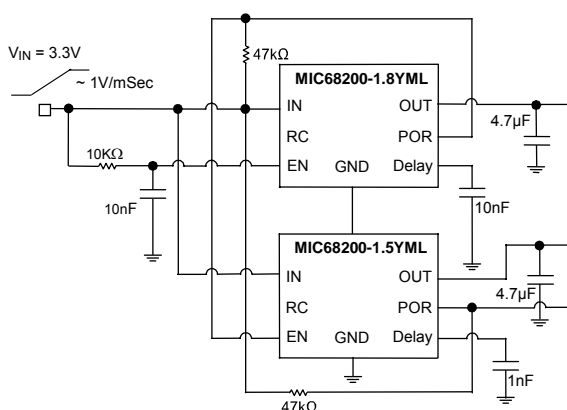 V_IN = 3.3V
~ 1V/mSec
47kΩ
MIC68200-1.8YML
IN
OUT
RC
POR
EN
GND
Delay
10KΩ
10nF
10nF
4.7µF
MIC68200-1.5YML
IN
OUT
RC
POR
EN
GND
Delay
4.7µF
1nF
47kΩ